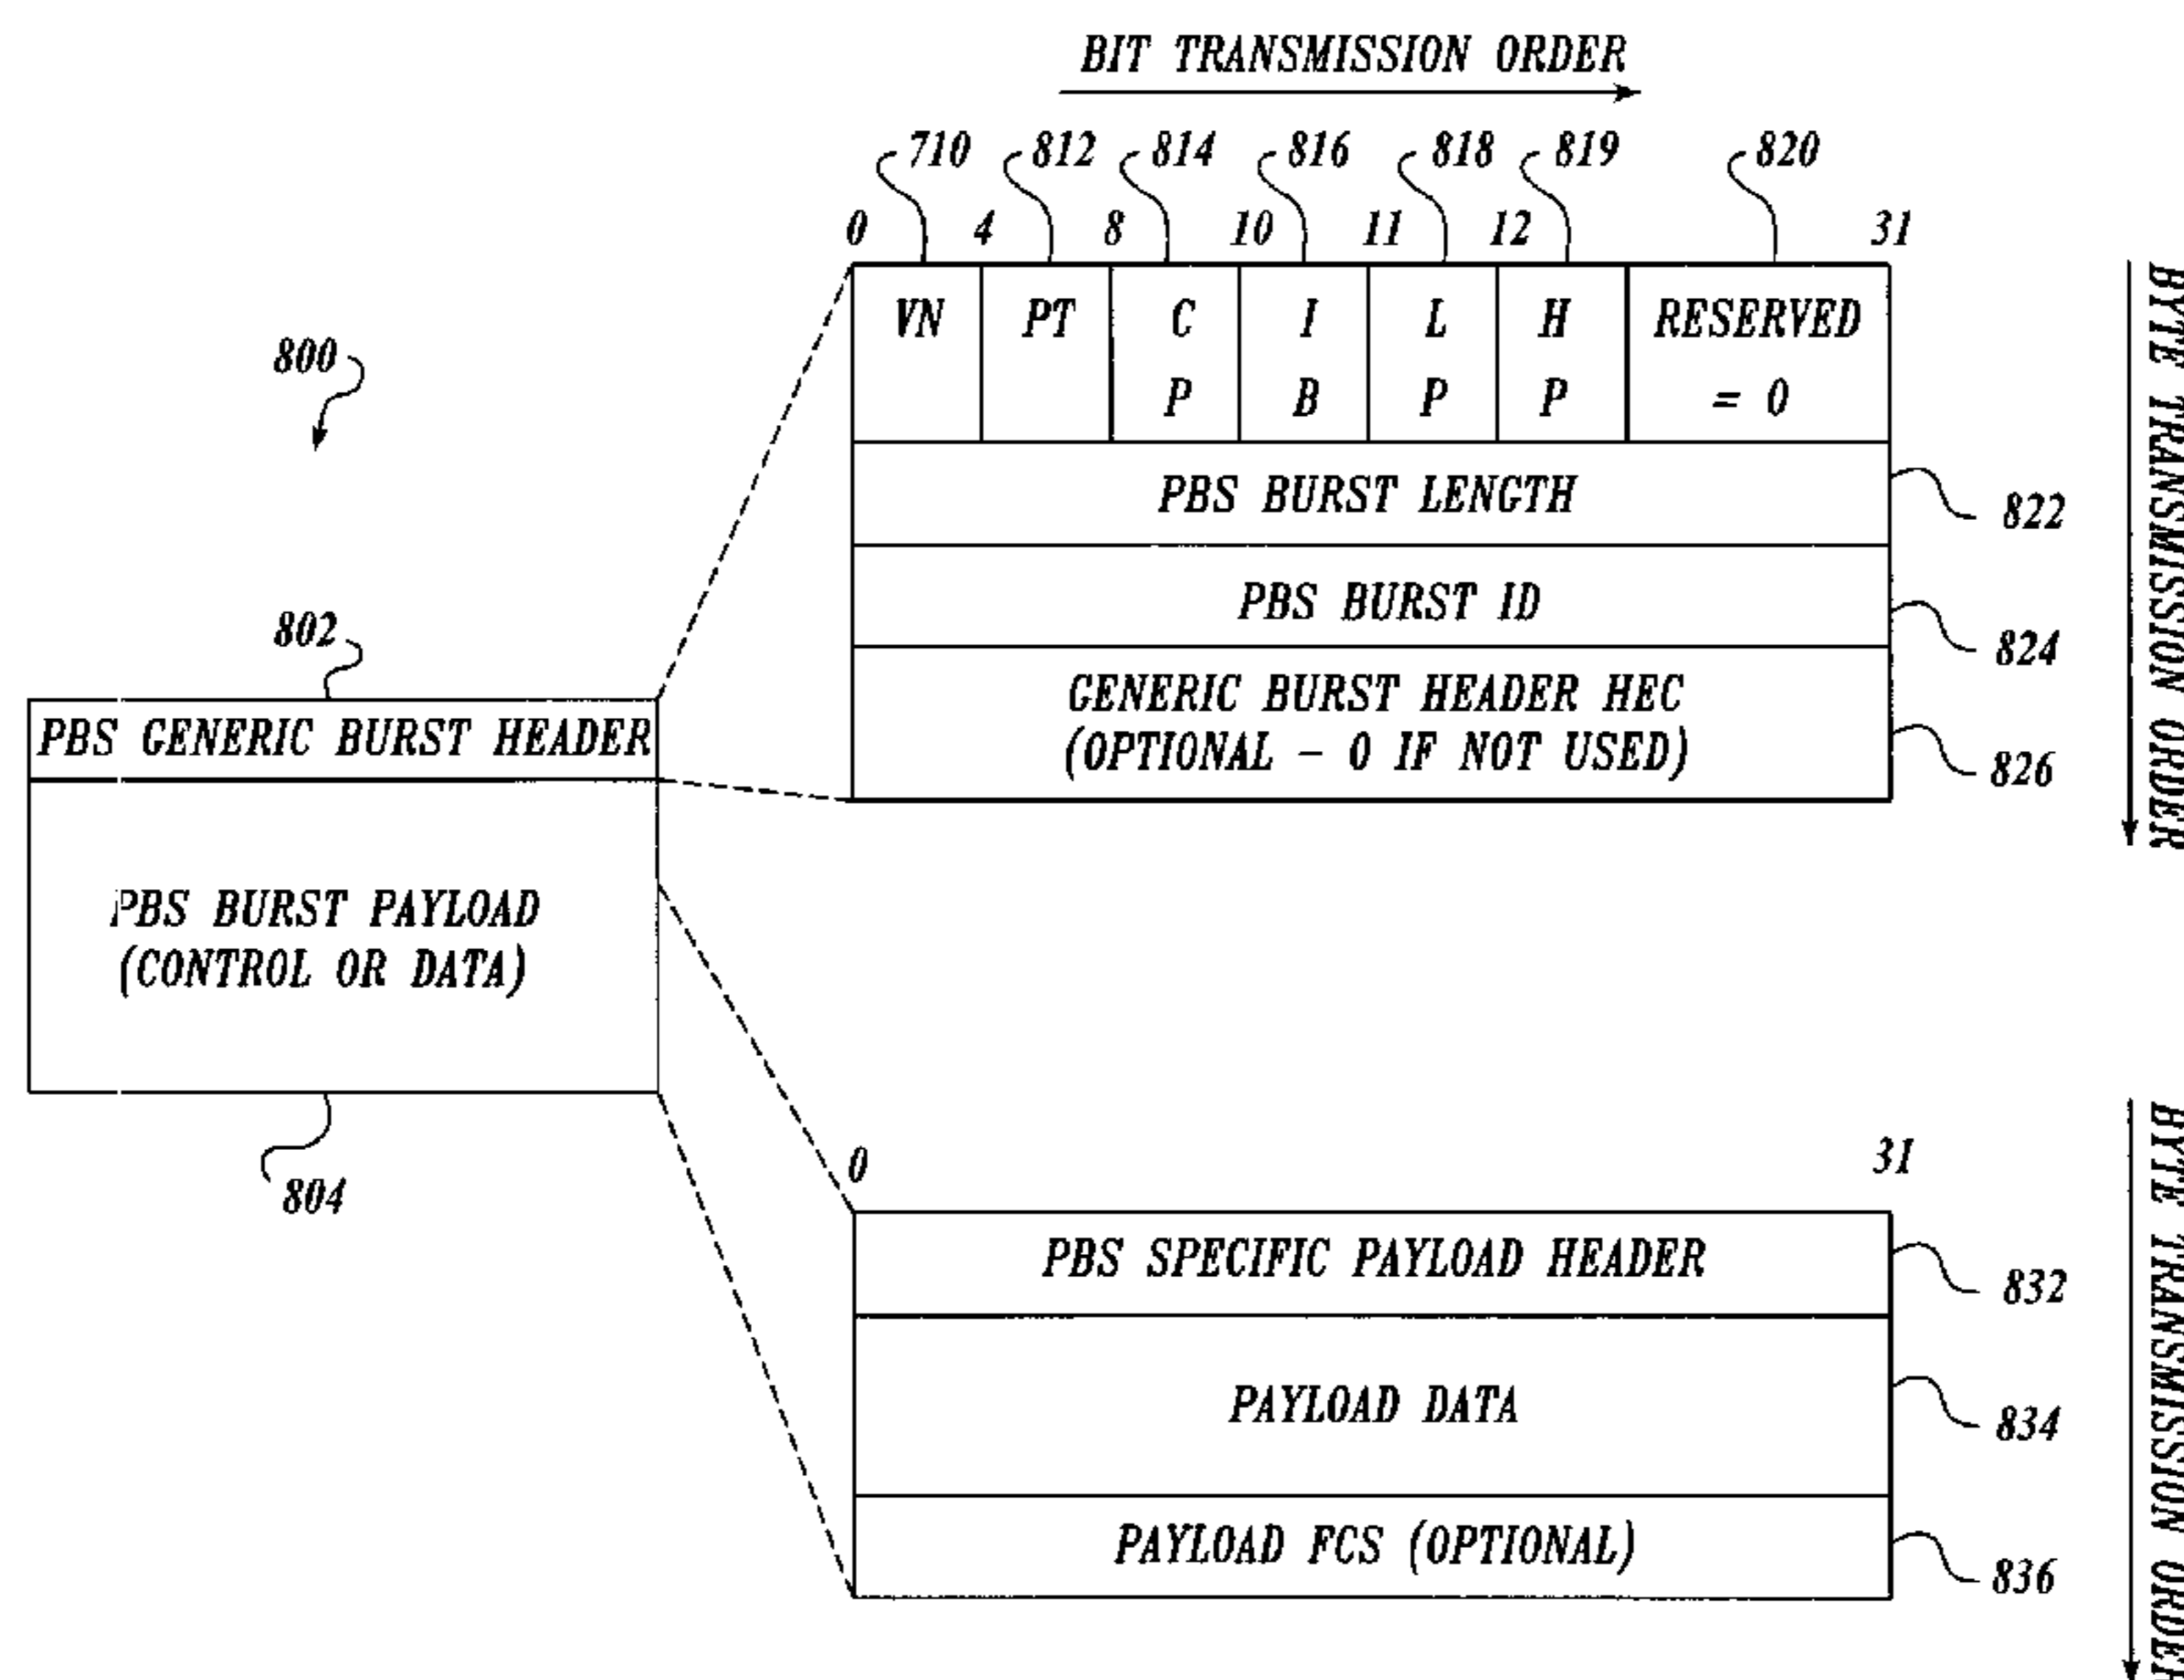 BIT TRANSMISSION ORDER
710 812 814 816 818 819 820
0 4 8 10 11 12 31
VN PT C I L H RESERVED
P B P P = 0
PBS BURST LENGTH
822
PBS BURST ID
824
GENERIC BURST HEADER HEC
(OPTIONAL - 0 IF NOT USED)
826
BYTE TRANSMISSION ORDER
800
802
PBS GENERIC BURST HEADER
PBS BURST PAYLOAD
(CONTROL OR DATA)
804
0 31
PBS SPECIFIC PAYLOAD HEADER
832
PAYLOAD DATA
834
PAYLOAD FCS (OPTIONAL)
836
BYTE TRANSMISSION ORDER